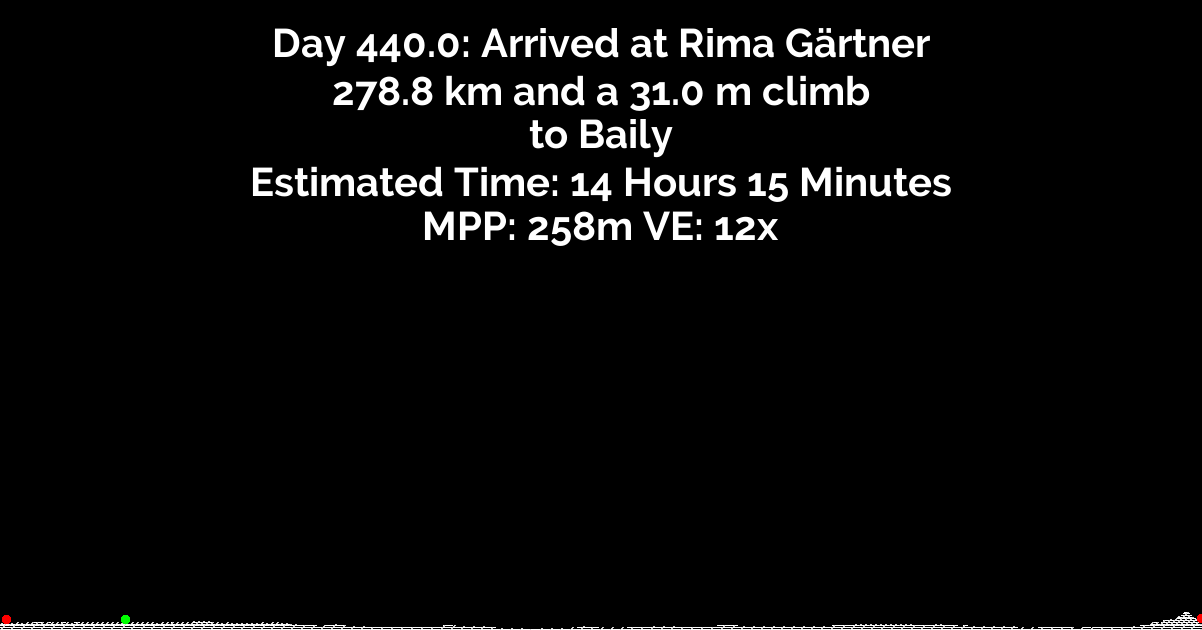 Day 440.0: Arrived at Rima Gärtner
278.8 km and a 31.0 m climb
to Baily
Estimated Time: 14 Hours 15 Minutes
MPP: 258m VE: 12x